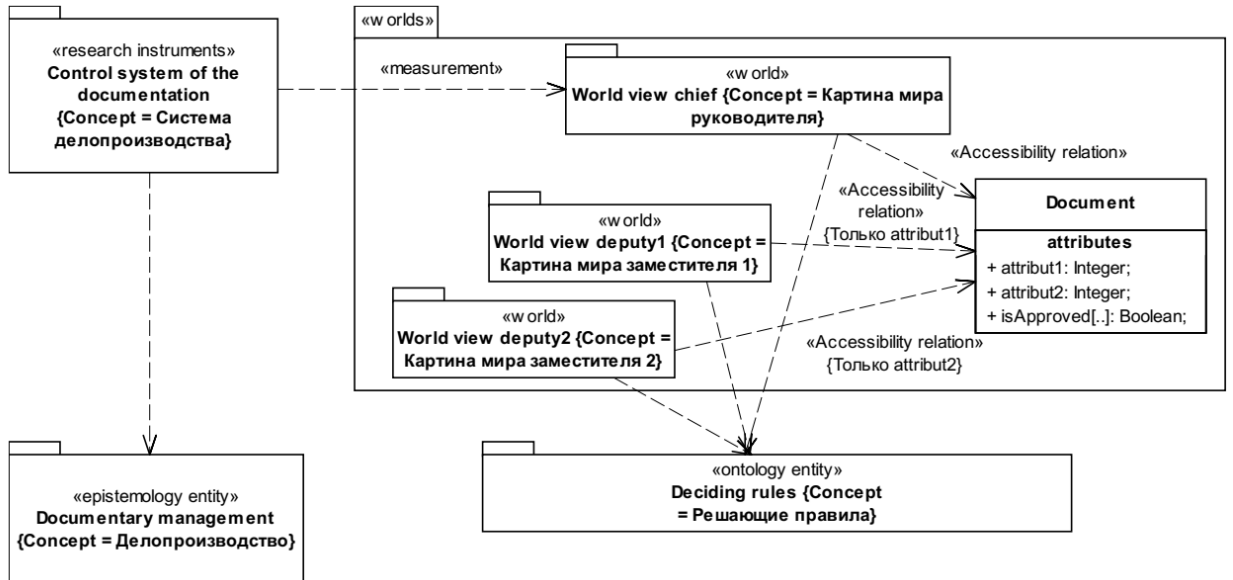 «worlds»
«research instruments»
Control system of the
documentation
{Concept = Система
делопроизводства}
«measurement»
«world»
World view chief {Concept = Картина мира
руководителя}
«Accessibility relation»
«Accessibility
relation»
{Только attribut1}
Document
attributes
+ attribut1: Integer;
+ attribut2: Integer;
+ isApproved[..]: Boolean;
«world»
World view deputy1 {Concept =
Картина мира заместителя 1}
«world»
World view deputy2 {Concept =
Картина мира заместителя 2}
«Accessibility relation»
{Только attribut2}
«epistemology entity»
Documentary management
{Concept = Делопроизводство}
«ontology entity»
Deciding rules {Concept
= Решающие правила}